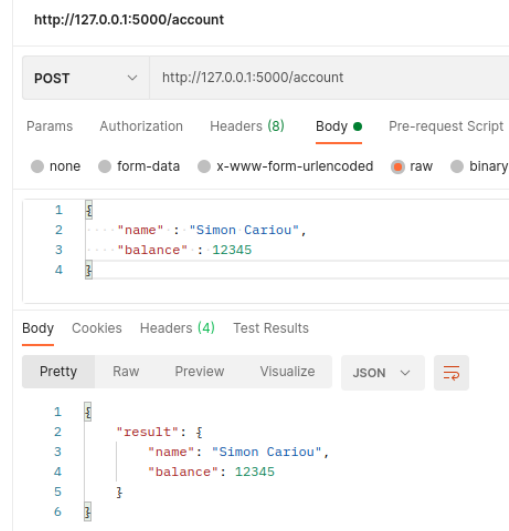 http://127.0.0.1:5000/account
POST http://127.0.0.1:5000/account
Params Authorization Headers (8) Body Pre-request Script
none form-data x-www-form-urlencoded raw binary
1 {
2 "name" : "Simon Cariou",
3 "balance" : 12345
4 }
Body Cookies Headers (4) Test Results
Pretty Raw Preview Visualize JSON
1 {
2 "result": {
3 "name": "Simon Cariou",
4 "balance": 12345
5 }
6 }